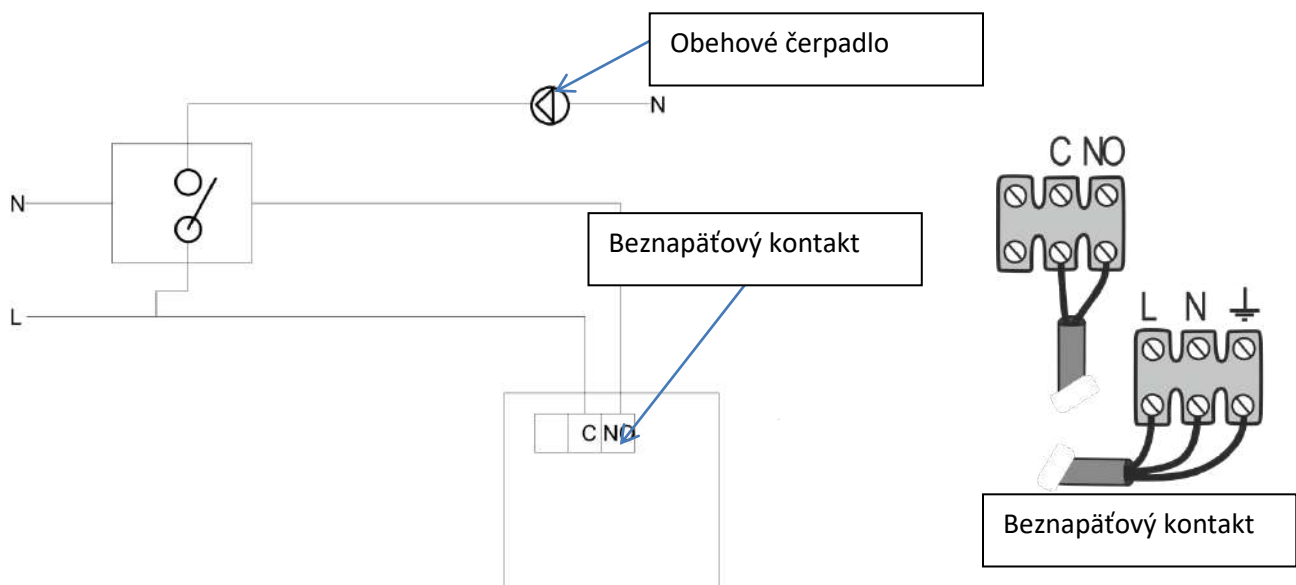 Obehové čerpadlo
N
C NO
N
Beznapäťový kontakt
L
L N
C NO
Beznapäťový kontakt